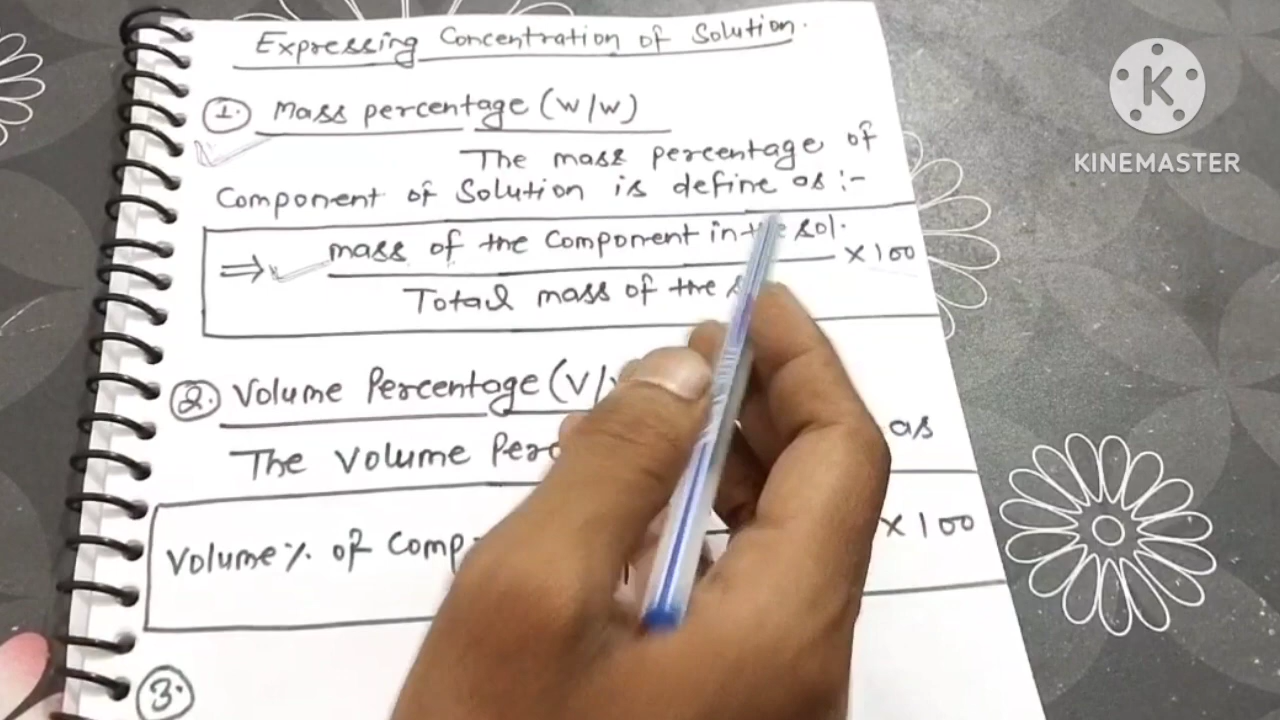 Expressing Concentration of Solution.
1. Mass percentage (w/w)
The mass percentage of
Component of Solution is define as :-
⇒ mass of the Component in the sol.
× 100
Total mass of the
2. Volume Percentage (V/
The Volume as
Volume % of × 100
3.
K
KINEMASTER